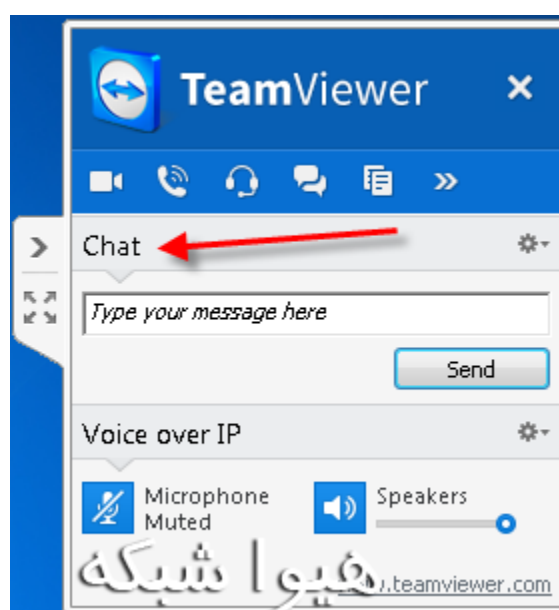 TeamViewer
Chat
Type your message here
Send
Voice over IP
Microphone
Muted
Speakers
هیوا شبکه
.teamviewer.com